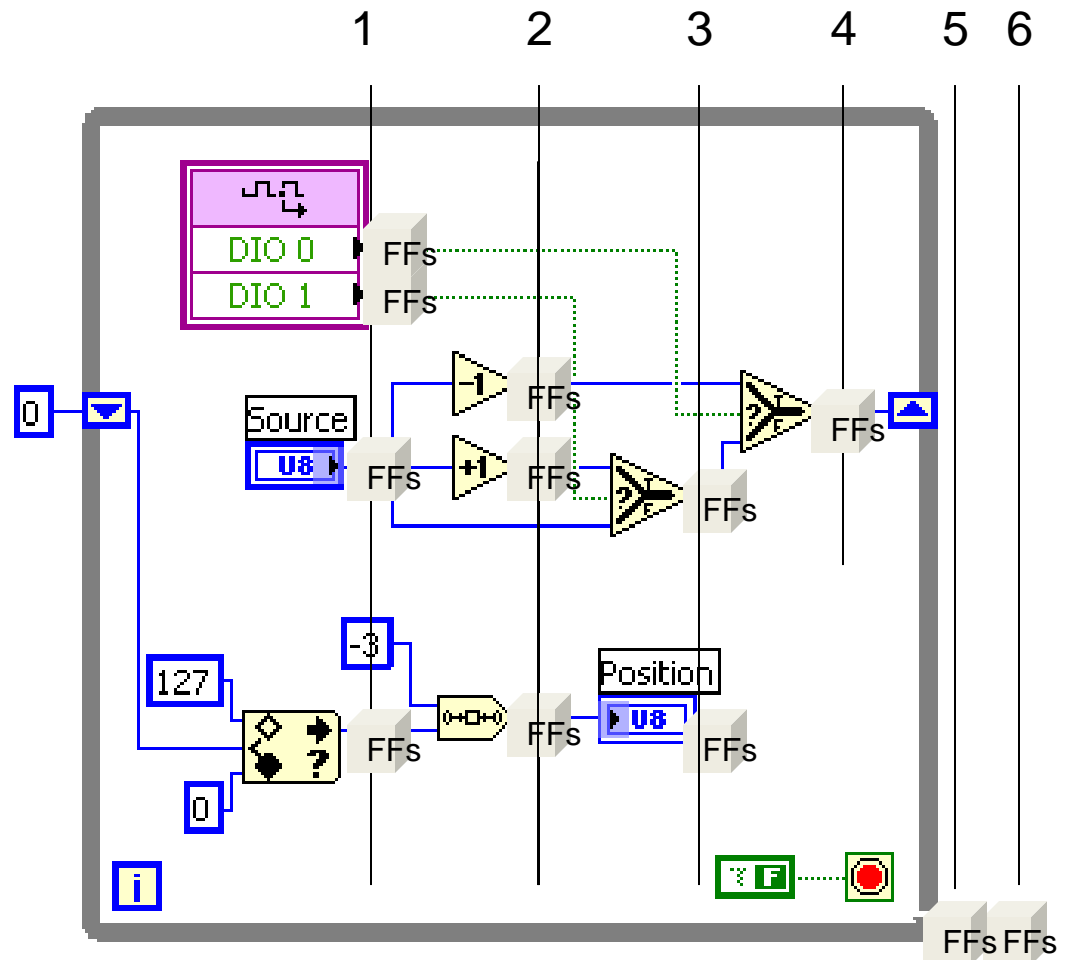 1 2 3 4 5 6
DIO 0 FFs
DIO 1 FFs
-1 FFs
0
Source
? T F FFs
U8 FFs +1 FFs
? T F FFs
-3
127
Position
FFs FFs U8 FFs
?
0
i
F
FFs FFs